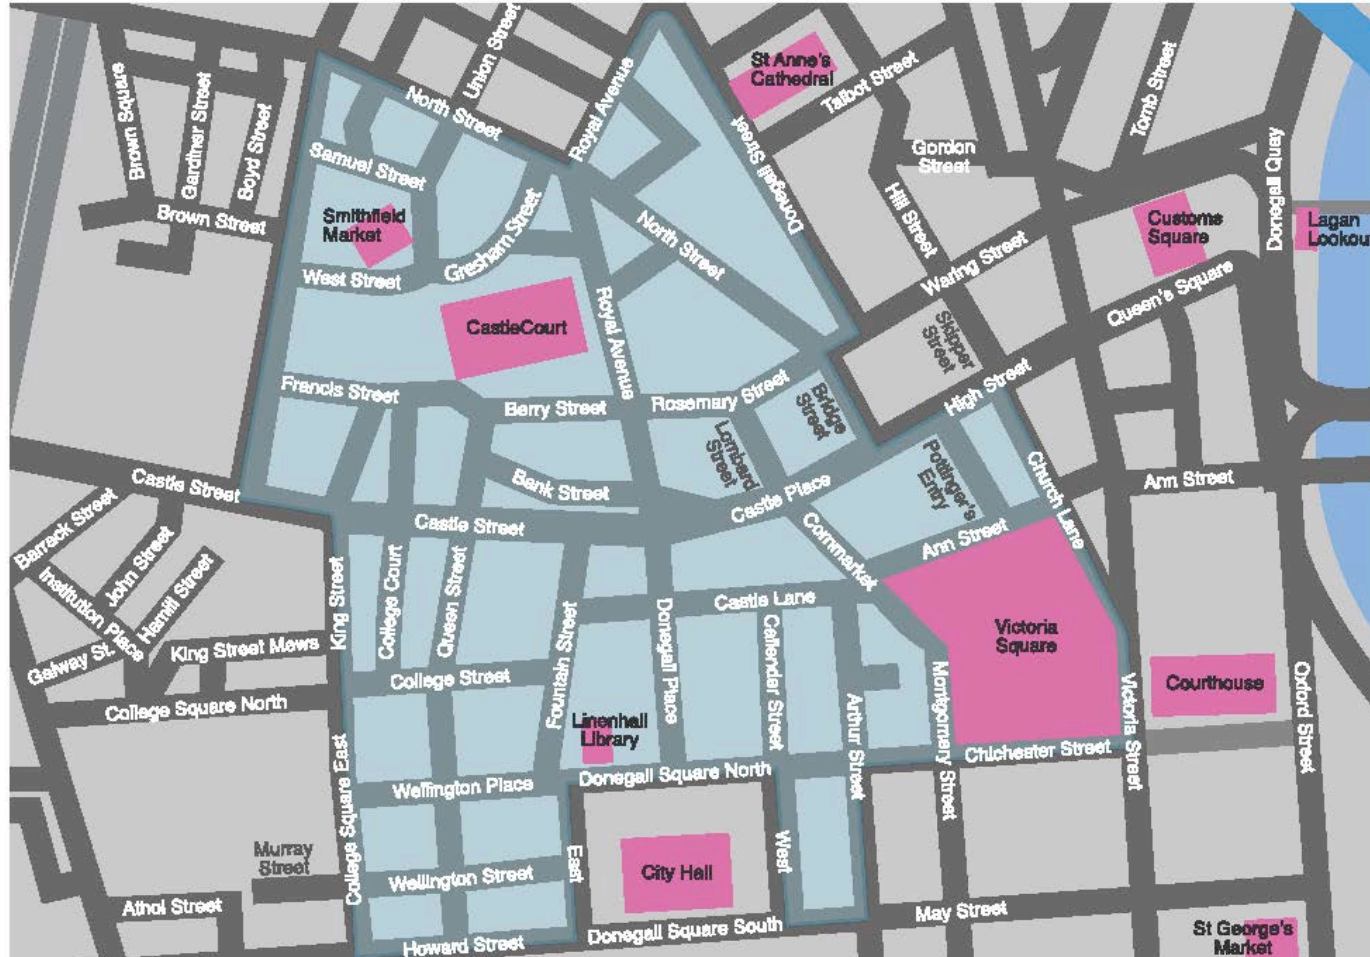 Union Street
Royal Avenue
St Anne's
Cathedral
Talbot Street
Tomb Street
Brown Square
Gardiner Street
Boyd Street
North Street
Samuel Street
Donegall Street
Gordon
Street
Donegall Quay
Brown Street
Smithfield
Market
Gresham Street
North Street
Hill Street
Waring Street
Customs
Square
Lagan
Lookou
West Street
Queen's Square
CastleCourt
Royal Avenue
Skipper
Street
High Street
Francis Street
Berry Street
Rosemary Street
Bridge
Street
Lombard
Street
Pottinger's
Entry
Church Lane
Ann Street
Castle Street
Bank Street
Castle Place
Cornmarket
Ann Street
Castle Street
Barrack Street
John Street
Institution Place
Hamill Street
Galway St.
King Street Mews
College Square North
King Street
College Court
Queen Street
Fountain Street
Donegall Place
Castle Lane
Callender Street
Arthur Street
Montgomery Street
Victoria
Square
Victoria Street
Courthouse
Oxford Street
College Street
Linenhall
Library
Chichester Street
College Square East
Wellington Place
Donegall Square North
Murray
Street
Wellington Street
East
City Hall
West
Athol Street
Howard Street
Donegall Square South
May Street
St George's
Market